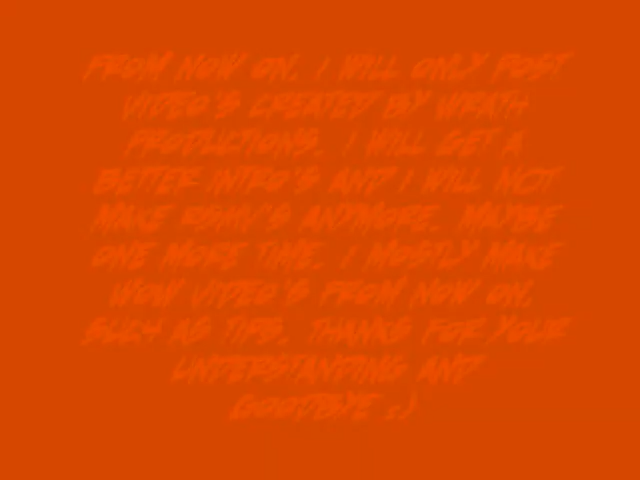 FROM NOW ON, I WILL ONLY POST
VIDEO'S CREATED BY WRATH
PRODUCTIONS. I WILL GET A
BETTER INTRO'S AND I WILL NOT
MAKE RSMV'S ANYMORE. MAYBE
ONE MORE TIME. I MOSTLY MAKE
WOW VIDEO'S FROM NOW ON,
SUCH AS TIPS. THANKS FOR YOUR
UNDERSTANDING AND
GOODBYE ;)